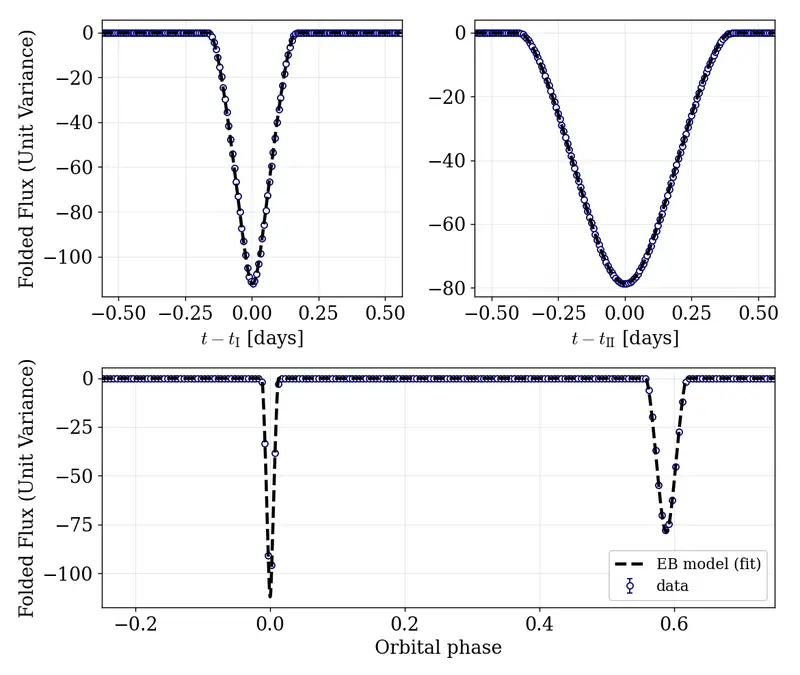 Folded Flux (Unit Variance)
0
−20
−40
−60
−80
−100
−0.50 −0.25 0.00 0.25 0.50
t − tI [days]
0
−20
−40
−60
−80
−0.50 −0.25 0.00 0.25 0.50
t − tII [days]
Folded Flux (Unit Variance)
0
−25
−50
−75
−100
−0.2 0.0 0.2 0.4 0.6
Orbital phase
EB model (fit)
data